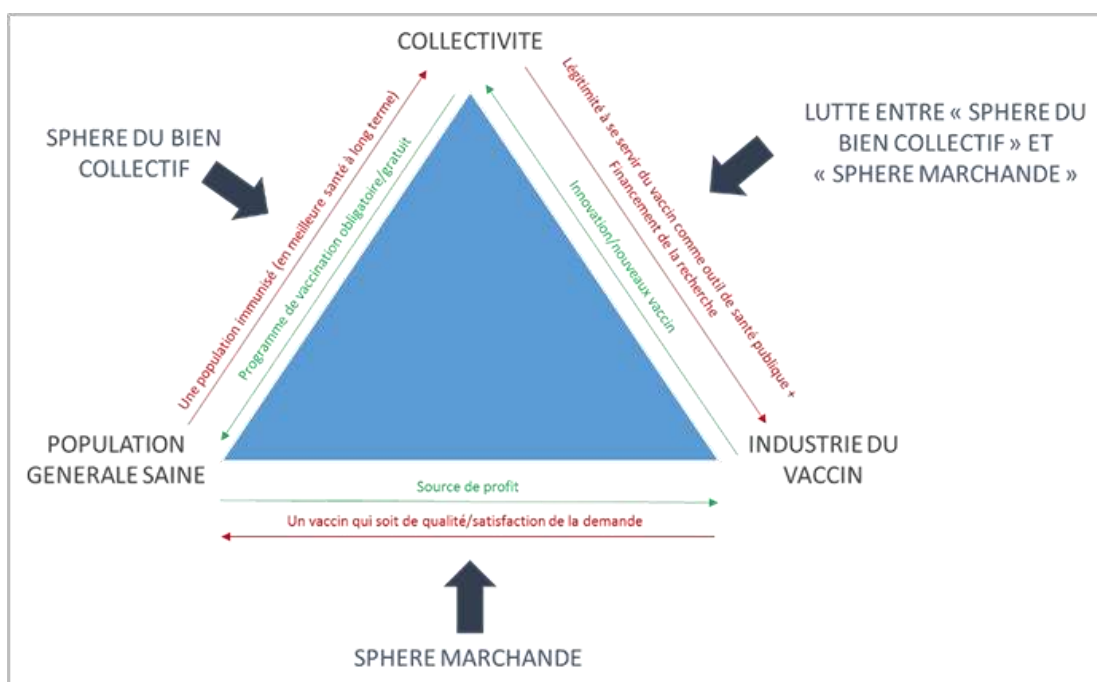 COLLECTIVITE
SPHERE DU BIEN
COLLECTIF
LUTTE ENTRE « SPHERE DU
BIEN COLLECTIF » ET
« SPHERE MARCHANDE »
Une population immunisé (en meilleure santé à long terme)
Programme de vaccination obligatoire/gratuit
Légitimité à se servir du vaccin comme outil de santé publique +
Financement de la recherche
Innovation/nouveaux vaccin
POPULATION
GENERALE SAINE
INDUSTRIE DU
VACCIN
Source de profit
Un vaccin qui soit de qualité/satisfaction de la demande
SPHERE MARCHANDE